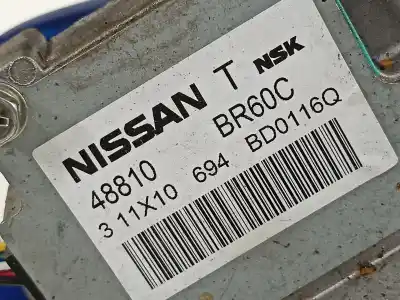 NISSAN T NSK
48810 BR60C
3 11X10 694 BD0116Q